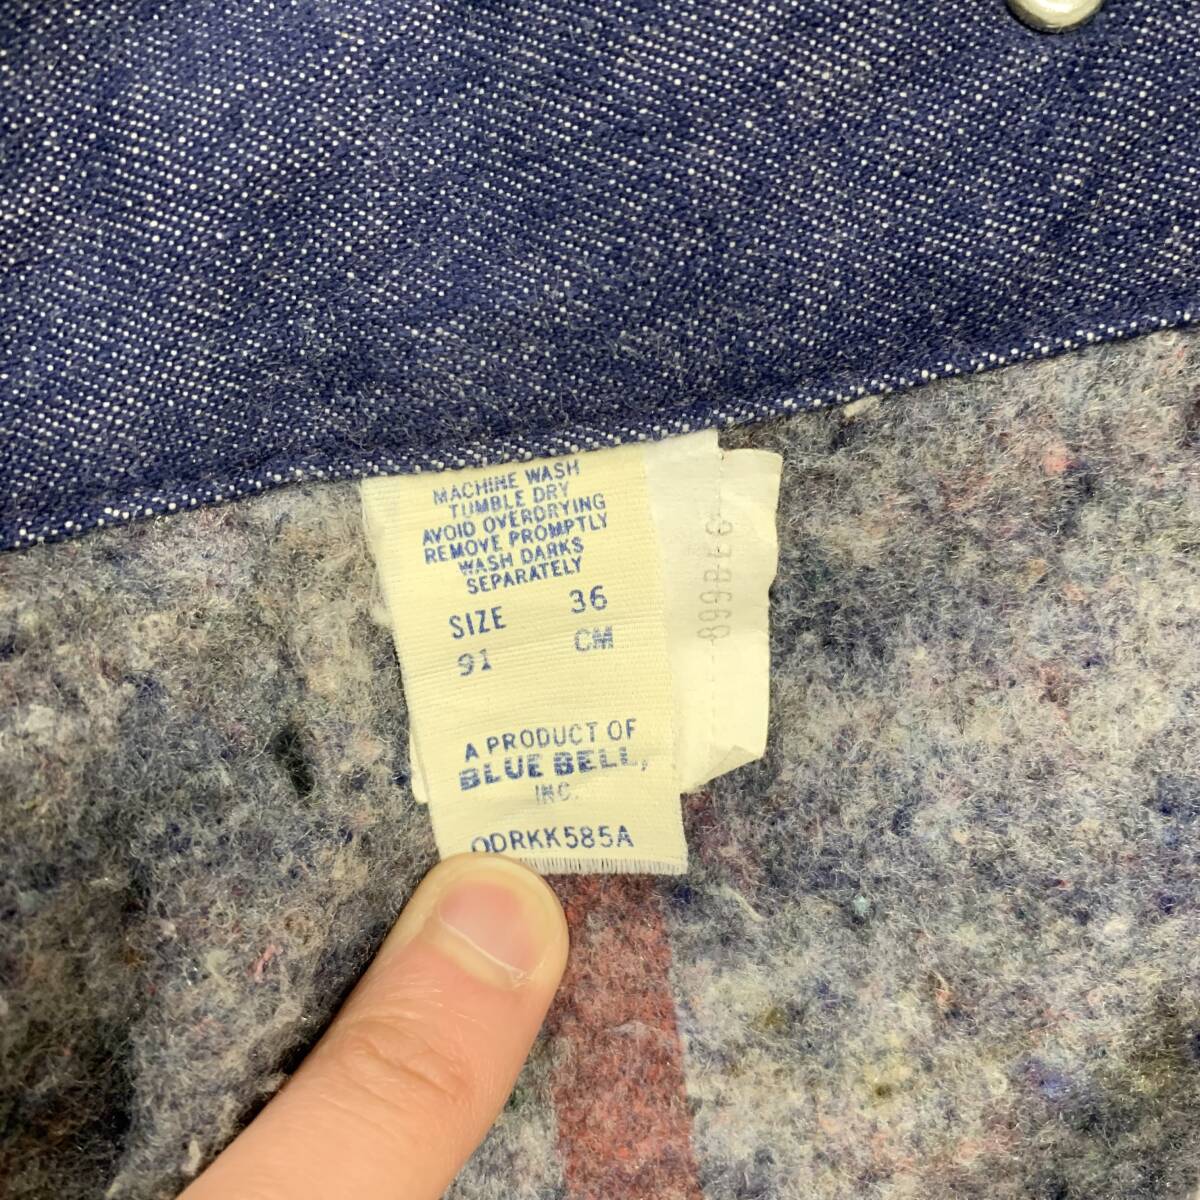 MACHINE WASH
TUMBLE DRY
AVOID OVERDRYING
REMOVE PROMPTLY
WASH DARKS
SEPARATELY
SIZE 36
91 CM
A PRODUCT OF
BLUE BELL,
INC.
ODRKK585A